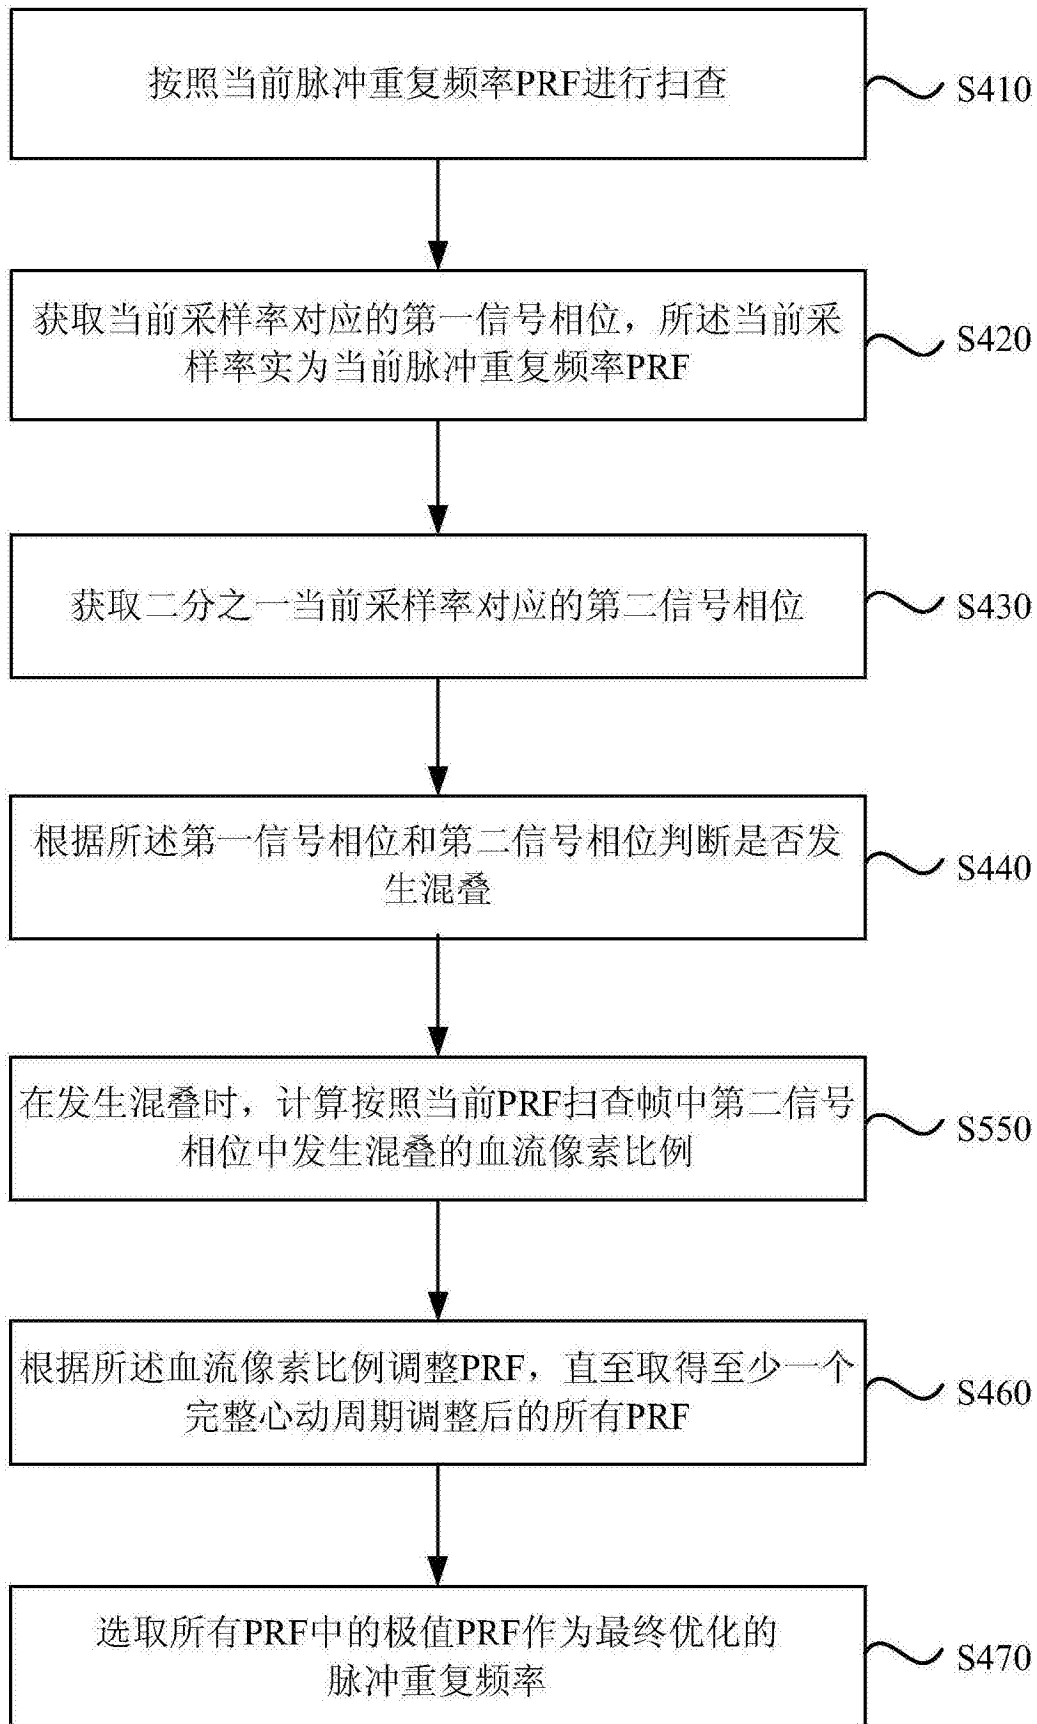 按照当前脉冲重复频率PRF进行扫查
S410
获取当前采样率对应的第一信号相位，所述当前采
样率实为当前脉冲重复频率PRF
S420
获取二分之一当前采样率对应的第二信号相位
S430
根据所述第一信号相位和第二信号相位判断是否发
生混叠
S440
在发生混叠时，计算按照当前PRF扫查帧中第二信号
相位中发生混叠的血流像素比例
S550
根据所述血流像素比例调整PRF，直至取得至少一个
完整心动周期调整后的所有PRF
S460
选取所有PRF中的极值PRF作为最终优化的
脉冲重复频率
S470